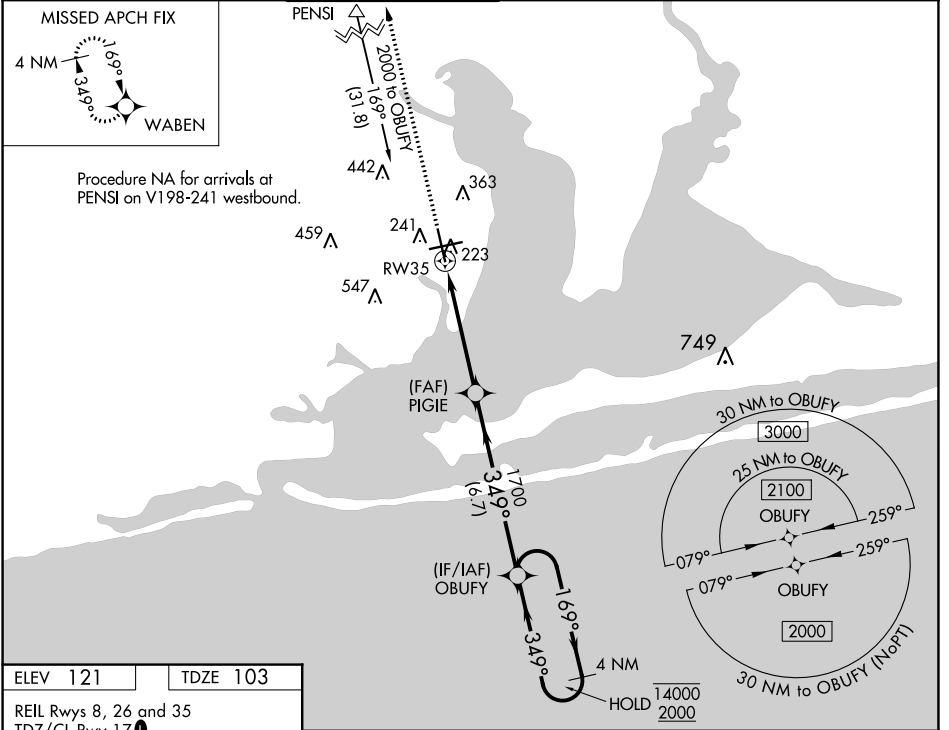 MISSED APCH FIX
4 NM
169°
349°
WABEN
PENSI
2000 to OBUFY
169°
(31.8)
Procedure NA for arrivals at
PENSI on V198-241 westbound.
442
363
459
241
223
RW35
547
749
(FAF)
PIGIE
1700
349°
(6.7)
(IF/IAF)
OBUFY
169°
349°
4 NM
HOLD
14000
2000
30 NM to OBUFY
3000
25 NM to OBUFY
2100
OBUFY
259°
079°
259°
079°
OBUFY
2000
30 NM to OBUFY (NoPT)
ELEV 121
TDZE 103
REIL Rwys 8, 26 and 35
TDZ/CL Rwy 17 L